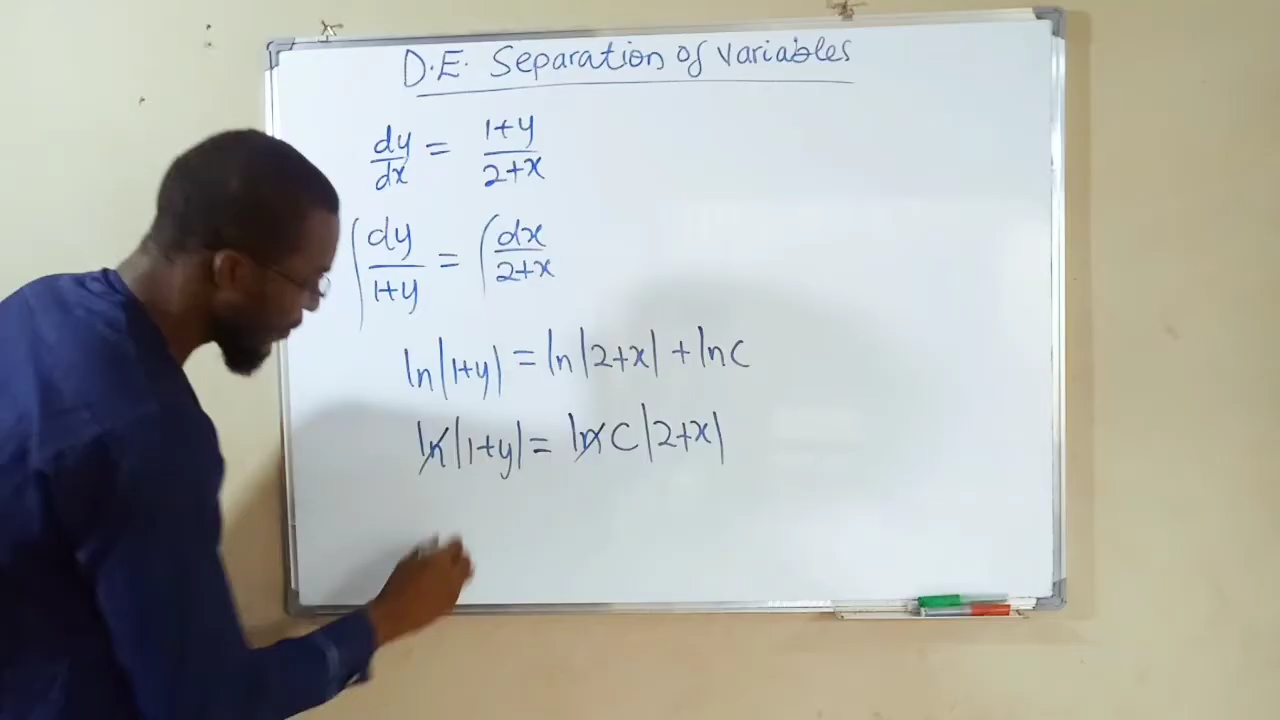 D.E. Separation of variables
dy/dx = 1+y/2+x
∫dy/1+y = ∫dx/2+x
ln|1+y| = ln|2+x| + lnC
ln|1+y| = ln C|2+x|